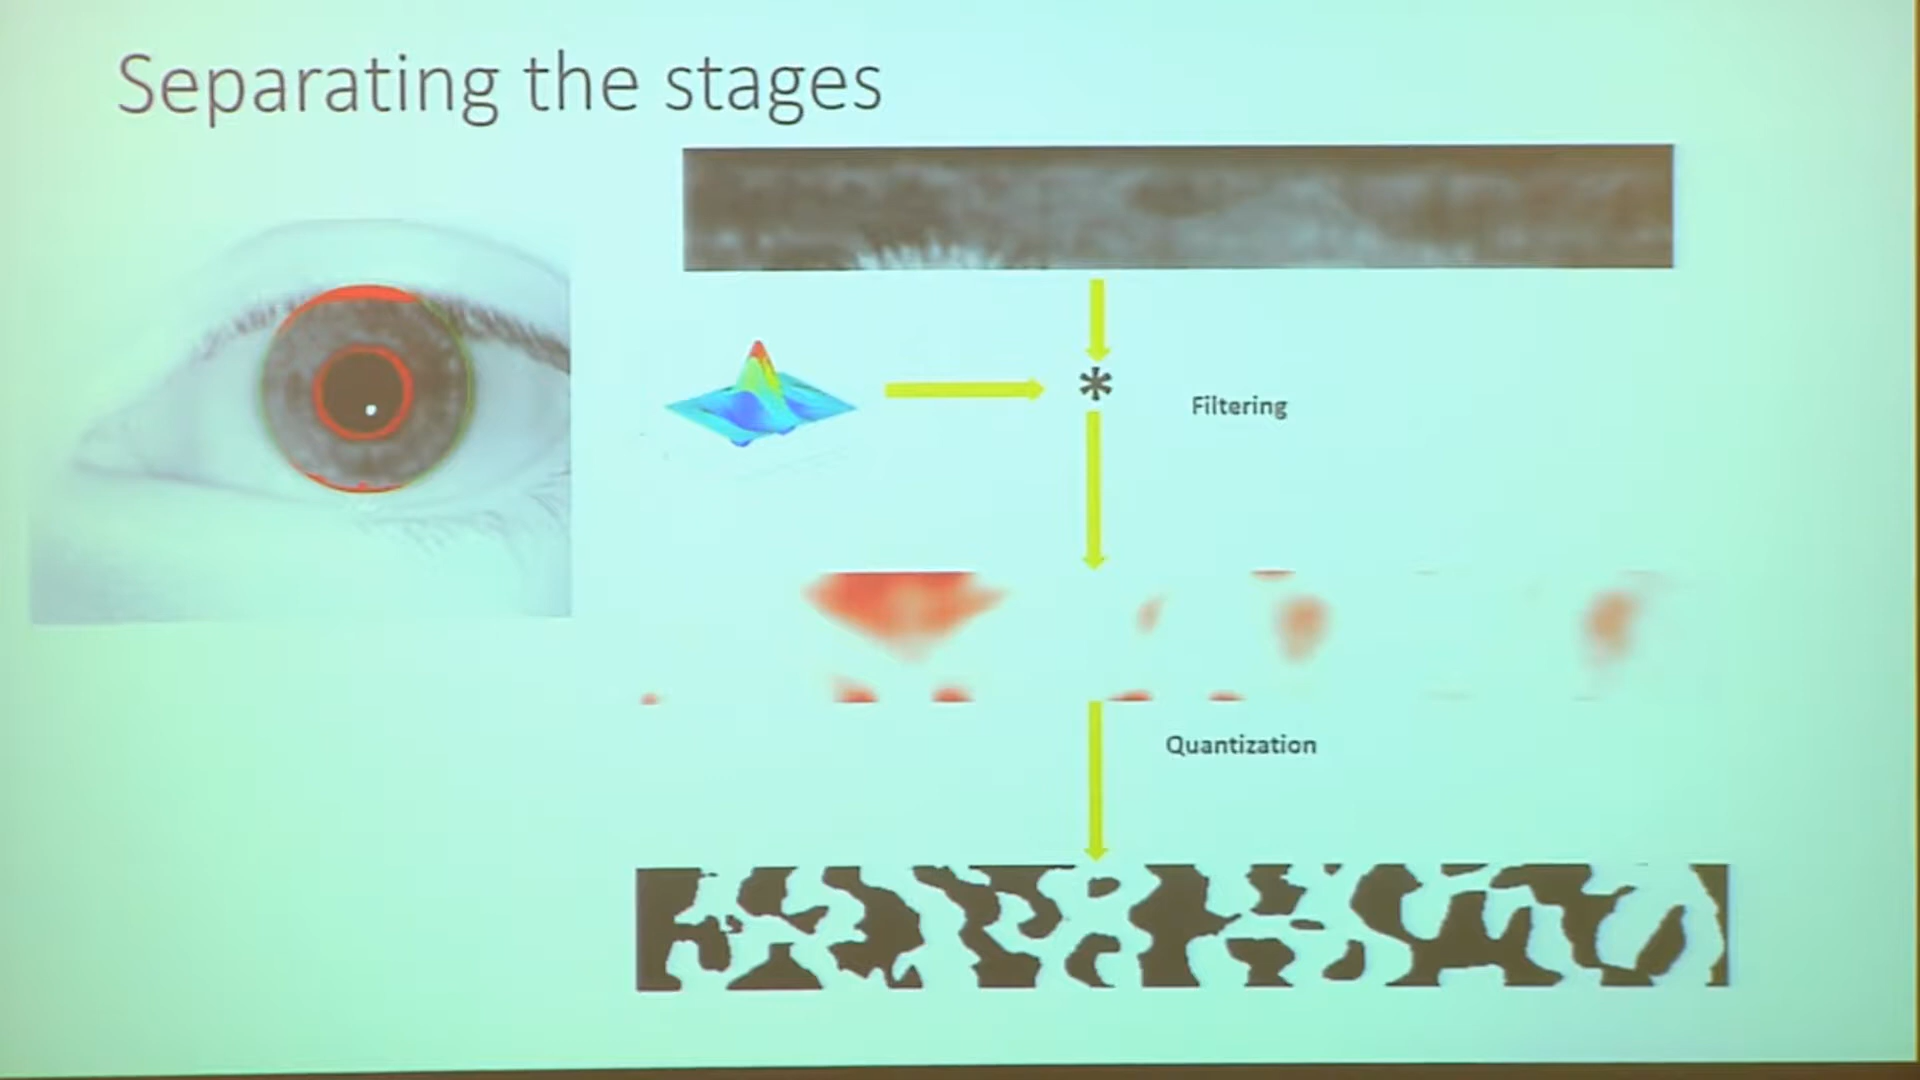 Separating the stages
*
Filtering
Quantization